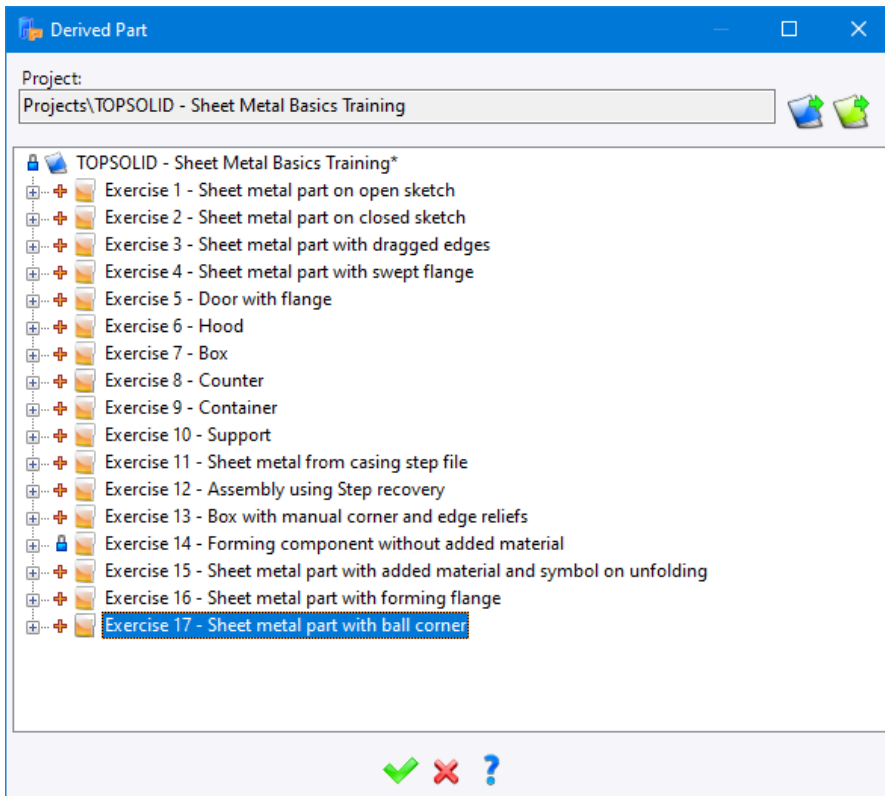 Derived Part
Project:
Projects\TOPSOLID - Sheet Metal Basics Training
TOPSOLID - Sheet Metal Basics Training*
Exercise 1 - Sheet metal part on open sketch
Exercise 2 - Sheet metal part on closed sketch
Exercise 3 - Sheet metal part with dragged edges
Exercise 4 - Sheet metal part with swept flange
Exercise 5 - Door with flange
Exercise 6 - Hood
Exercise 7 - Box
Exercise 8 - Counter
Exercise 9 - Container
Exercise 10 - Support
Exercise 11 - Sheet metal from casing step file
Exercise 12 - Assembly using Step recovery
Exercise 13 - Box with manual corner and edge reliefs
Exercise 14 - Forming component without added material
Exercise 15 - Sheet metal part with added material and symbol on unfolding
Exercise 16 - Sheet metal part with forming flange
Exercise 17 - Sheet metal part with ball corner